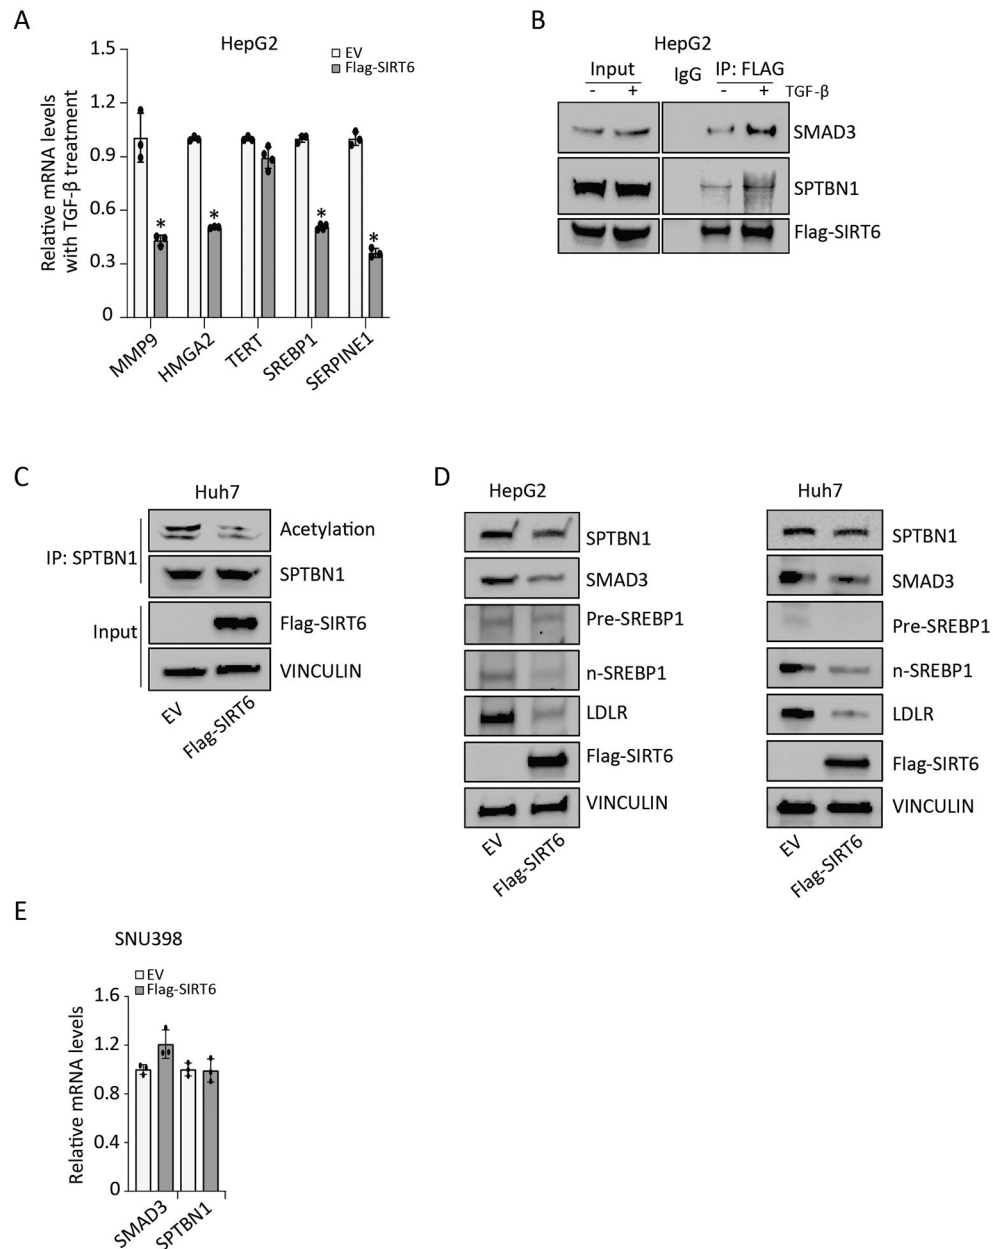 A
HepG2
EV
Flag-SIRT6
Relative mRNA levels
with TGF-β treatment
1.5
1.2
0.9
0.6
0.3
0
*
*
*
*
MMP9
HMGA2
TERT
SREBP1
SERPINE1
B
HepG2
Input
IgG
IP: FLAG
- + - + TGF-β
SMAD3
SPTBN1
Flag-SIRT6
C
Huh7
IP: SPTBN1
Acetylation
SPTBN1
Input
Flag-SIRT6
VINCULIN
EV
Flag-SIRT6
D
HepG2
SPTBN1
SMAD3
Pre-SREBP1
n-SREBP1
LDLR
Flag-SIRT6
VINCULIN
EV
Flag-SIRT6
Huh7
SPTBN1
SMAD3
Pre-SREBP1
n-SREBP1
LDLR
Flag-SIRT6
VINCULIN
EV
Flag-SIRT6
E
SNU398
EV
Flag-SIRT6
Relative mRNA levels
1.6
1.2
0.8
0.4
0
SMAD3
SPTBN1